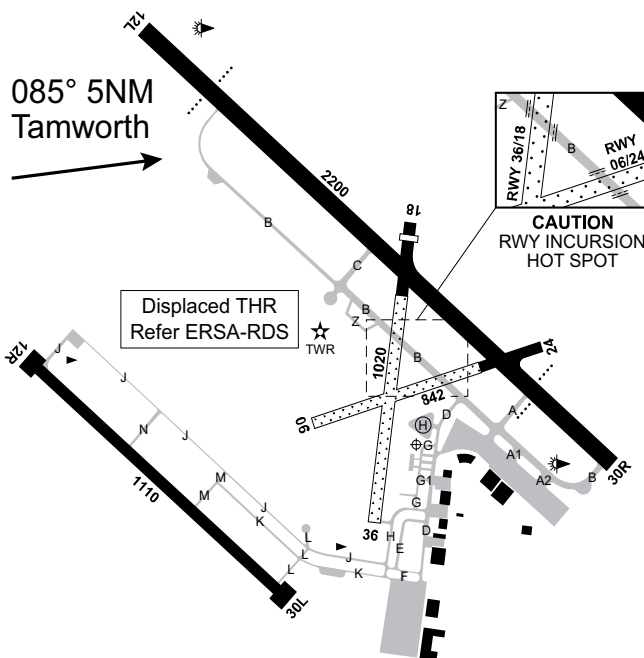 12L
085° 5NM
Tamworth
Z
B
RWY 36/18
RWY
06/24
CAUTION
RWY INCURSION
HOT SPOT
2200
B
18
C
Displaced THR
Refer ERSA-RDS
B
Z
TWR
1020
B
24
12R
J
J
842
06
D
A
H
G
A1
N
J
G1
A2
B
30R
1110
M
M
K
J
G
36
H
D
E
L
L
L
J
K
F
30L